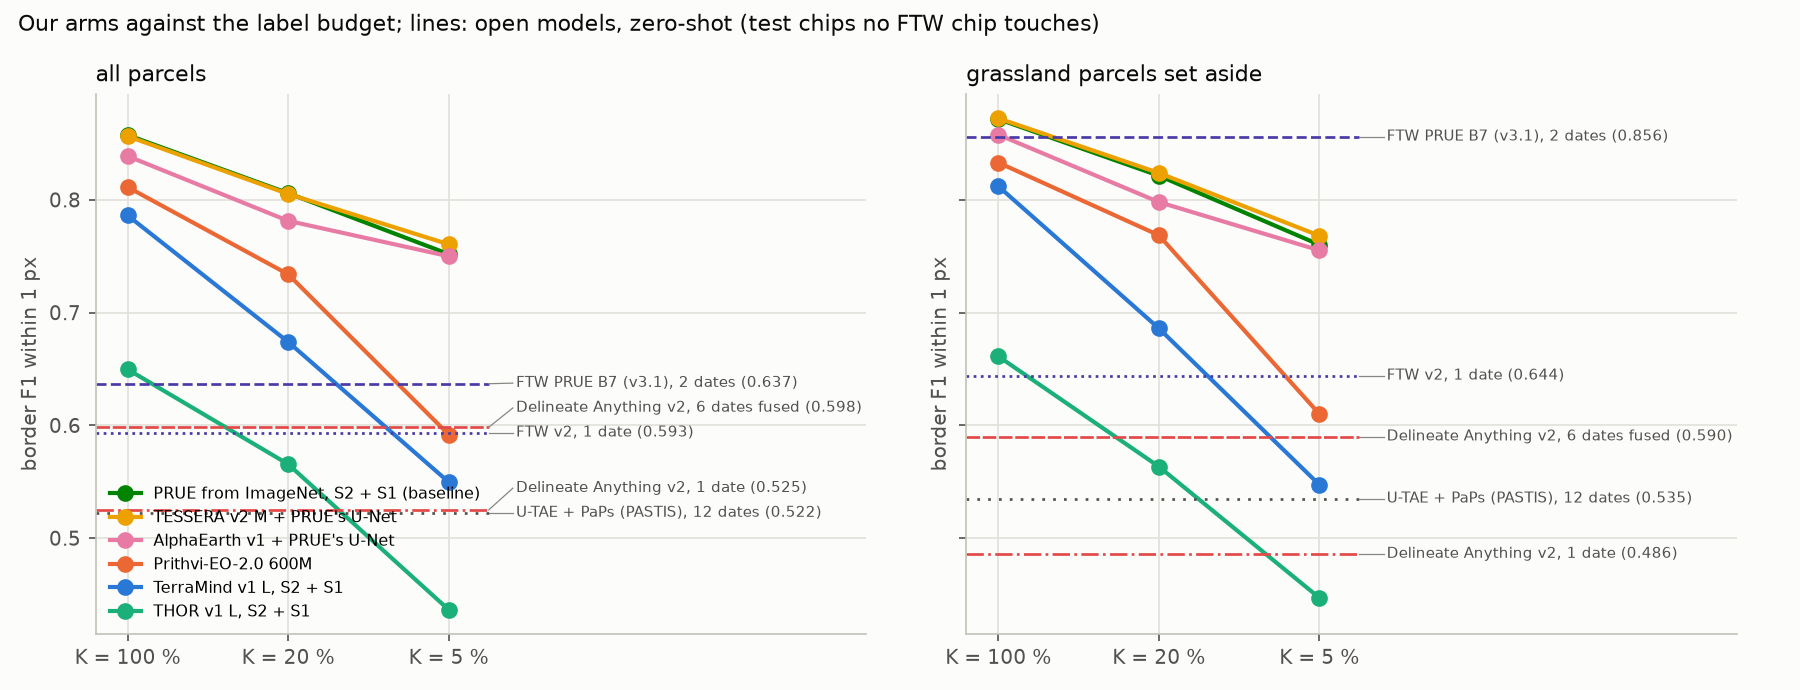 Our arms against the label budget; lines: open models, zero-shot (test chips no FTW chip touches)
all parcels
border F1 within 1 px
0.8
0.7
0.6
0.5
FTW PRUE B7 (v3.1), 2 dates (0.637)
Delineate Anything v2, 6 dates fused (0.598)
FTW v2, 1 date (0.593)
Delineate Anything v2, 1 date (0.525)
U-TAE + PaPs (PASTIS), 12 dates (0.522)
PRUE from ImageNet, S2 + S1 (baseline)
TESSERA v2 M + PRUE's U-Net
AlphaEarth v1 + PRUE's U-Net
Prithvi-EO-2.0 600M
TerraMind v1 L, S2 + S1
THOR v1 L, S2 + S1
K = 100 %
K = 20 %
K = 5 %
grassland parcels set aside
border F1 within 1 px
FTW PRUE B7 (v3.1), 2 dates (0.856)
FTW v2, 1 date (0.644)
Delineate Anything v2, 6 dates fused (0.590)
U-TAE + PaPs (PASTIS), 12 dates (0.535)
Delineate Anything v2, 1 date (0.486)
K = 100 %
K = 20 %
K = 5 %